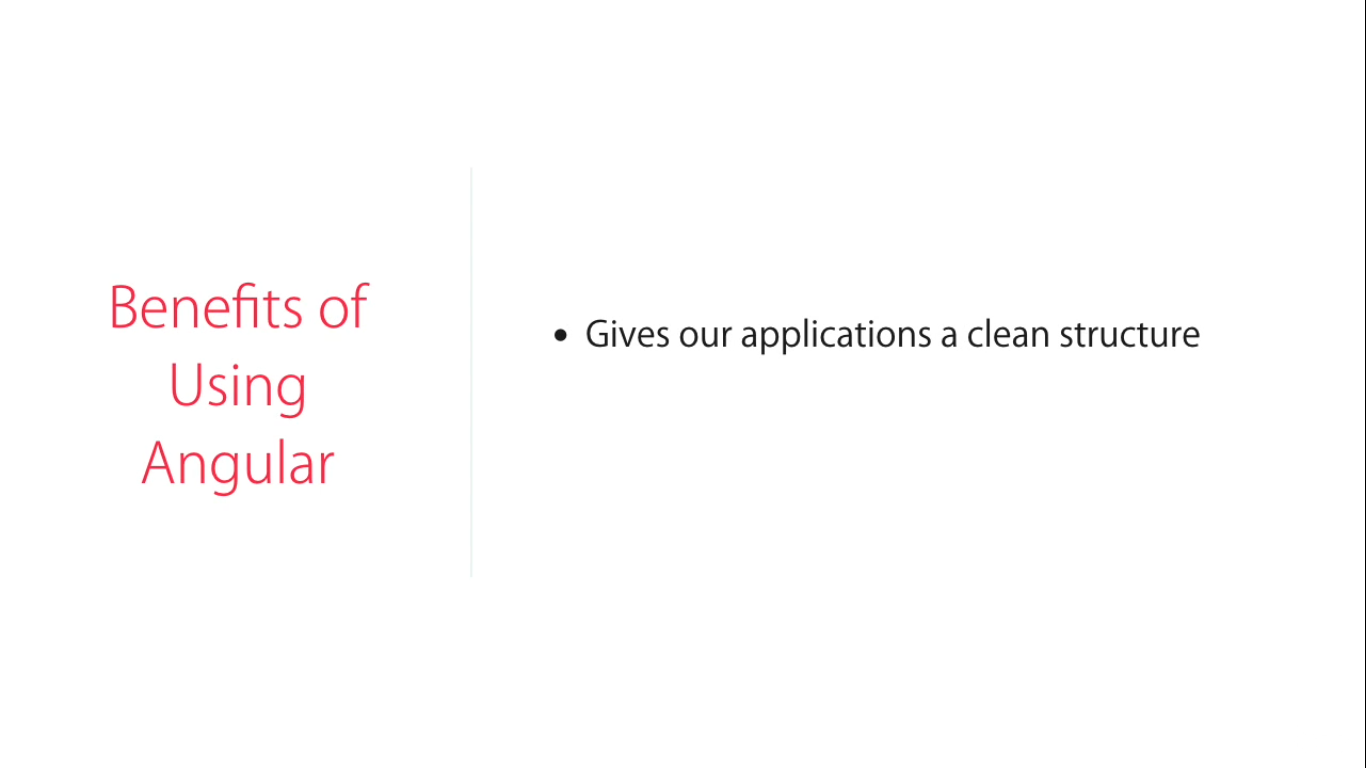 Benefits of
Using
Angular
• Gives our applications a clean structure